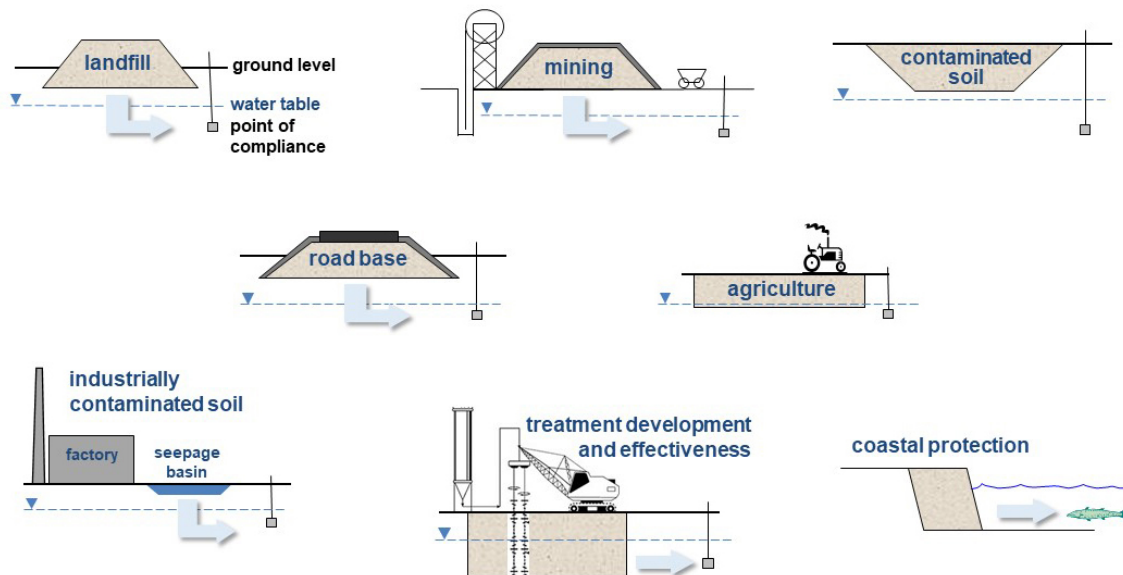 landfill
ground level
water table
point of
compliance
mining
contaminated
soil
road base
agriculture
industrially
contaminated soil
factory
seepage
basin
treatment development
and effectiveness
coastal protection